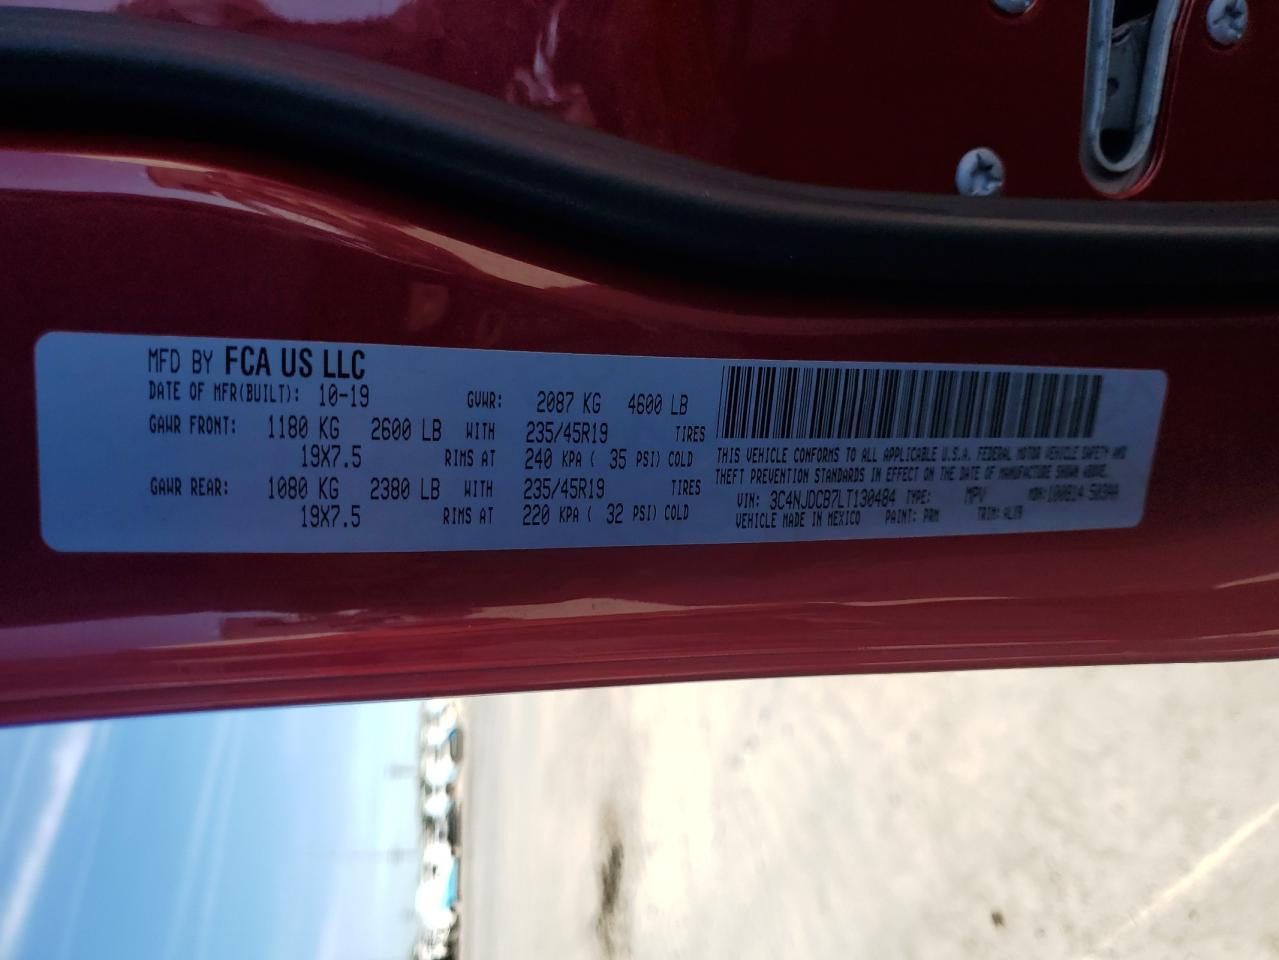 MFD BY FCA US LLC
DATE OF MFR(BUILT): 10-19 GVWR: 2087 KG 4600 LB
GAWR FRONT: 1180 KG 2600 LB WITH 235/45R19 TIRES
19X7.5 RIMS AT 240 KPA ( 35 PSI) COLD
GAWR REAR: 1080 KG 2380 LB WITH 235/45R19 TIRES
19X7.5 RIMS AT 220 KPA ( 32 PSI) COLD
THIS VEHICLE CONFORMS TO ALL APPLICABLE U.S.A. FEDERAL MOTOR VEHICLE SAFETY AND
THEFT PREVENTION STANDARDS IN EFFECT ON THE DATE OF MANUFACTURE SHOWN ABOVE.
VIN: 3C4NJDCB7LT130484 TYPE: MPV MDH:
VEHICLE MADE IN MEXICO PAINT: PRM TRIM: